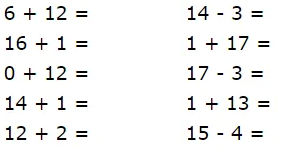 6 + 12 = 14 - 3 =
16 + 1 = 1 + 17 =
0 + 12 = 17 - 3 =
14 + 1 = 1 + 13 =
12 + 2 = 15 - 4 =